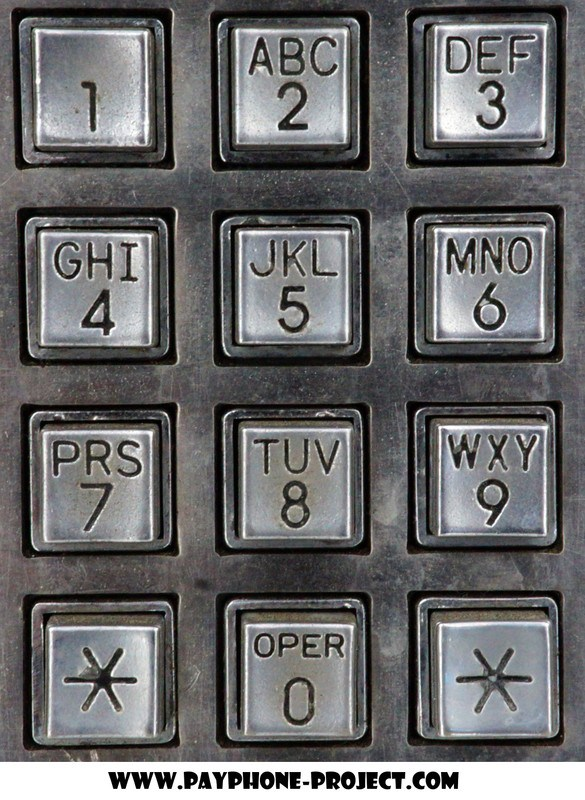 1
ABC
2
DEF
3
GHI
4
JKL
5
MNO
6
PRS
7
TUV
8
WXY
9
*
OPER
0
*
WWW.PAYPHONE-PROJECT.COM